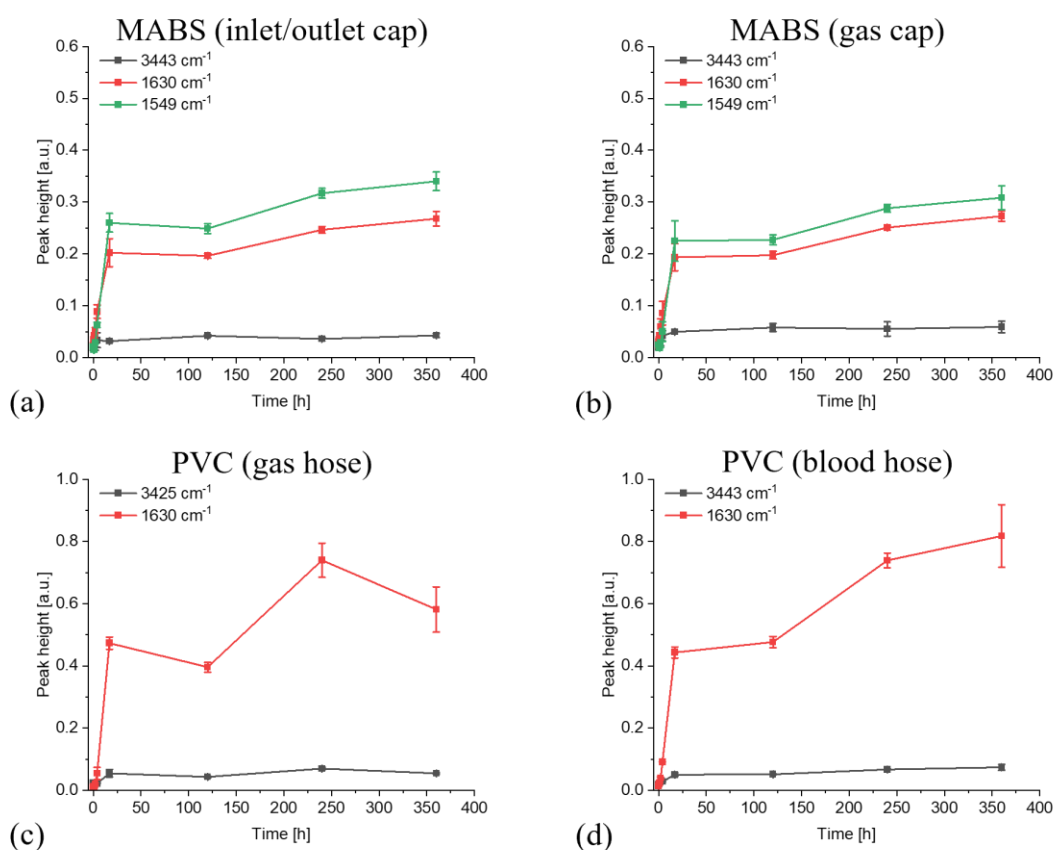 MABS (inlet/outlet cap)
0.6
0.5
0.4
0.3
0.2
0.1
0.0
Peak height [a.u.]
3443 cm⁻¹
1630 cm⁻¹
1549 cm⁻¹
0 50 100 150 200 250 300 350 400
Time [h]
(a)
MABS (gas cap)
0.6
0.5
0.4
0.3
0.2
0.1
0.0
Peak height [a.u.]
3443 cm⁻¹
1630 cm⁻¹
1549 cm⁻¹
0 50 100 150 200 250 300 350 400
Time [h]
(b)
PVC (gas hose)
1.0
0.8
0.6
0.4
0.2
0.0
Peak height [a.u.]
3425 cm⁻¹
1630 cm⁻¹
0 50 100 150 200 250 300 350 400
Time [h]
(c)
PVC (blood hose)
1.0
0.8
0.6
0.4
0.2
0.0
Peak height [a.u.]
3443 cm⁻¹
1630 cm⁻¹
0 50 100 150 200 250 300 350 400
Time [h]
(d)